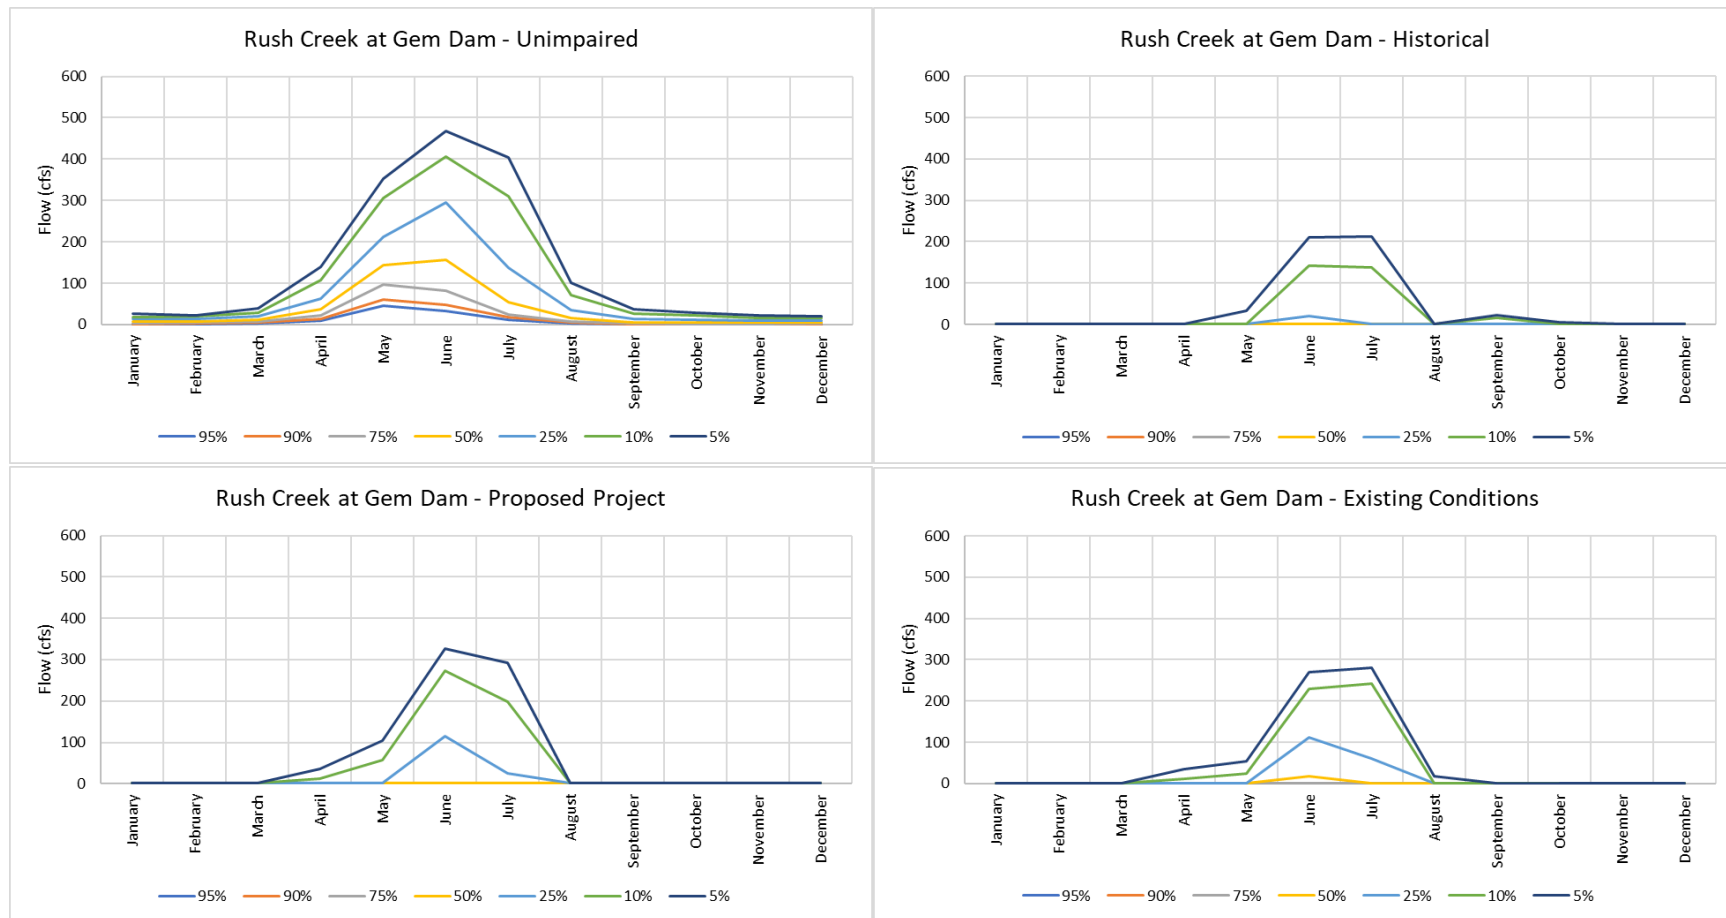 Rush Creek at Gem Dam - Unimpaired
600
500
400
300
200
100
0
Flow (cfs)
January
February
March
April
May
June
July
August
September
October
November
December
95% 90% 75% 50% 25% 10% 5%
Rush Creek at Gem Dam - Historical
600
500
400
300
200
100
0
Flow (cfs)
January
February
March
April
May
June
July
August
September
October
November
December
95% 90% 75% 50% 25% 10% 5%
Rush Creek at Gem Dam - Proposed Project
600
500
400
300
200
100
0
Flow (cfs)
January
February
March
April
May
June
July
August
September
October
November
December
95% 90% 75% 50% 25% 10% 5%
Rush Creek at Gem Dam - Existing Conditions
600
500
400
300
200
100
0
Flow (cfs)
January
February
March
April
May
June
July
August
September
October
November
December
95% 90% 75% 50% 25% 10% 5%